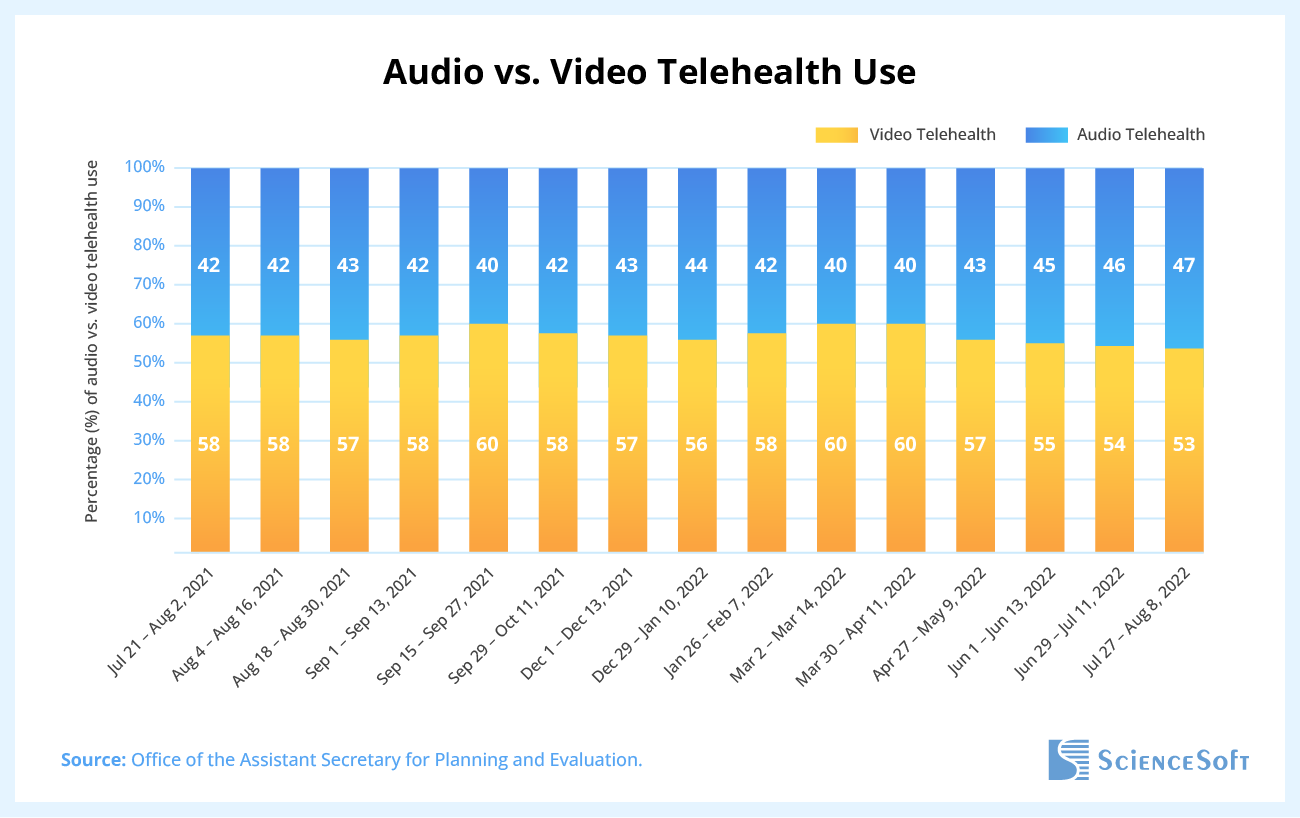 Audio vs. Video Telehealth Use
Video Telehealth Audio Telehealth
Percentage (%) of audio vs. video telehealth use
100%
90%
80%
70%
60%
50%
40%
30%
20%
10%
42 42 43 42 40 42 43 44 42 40 40 43 45 46 47
58 58 57 58 60 58 57 56 58 60 60 57 55 54 53
Jul 21 – Aug 2, 2021
Aug 4 – Aug 16, 2021
Aug 18 – Aug 30, 2021
Sep 1 – Sep 13, 2021
Sep 15 – Sep 27, 2021
Sep 29 – Oct 11, 2021
Dec 1 – Dec 13, 2021
Dec 29 – Jan 10, 2022
Jan 26 – Feb 7, 2022
Mar 2 – Mar 14, 2022
Mar 30 – Apr 11, 2022
Apr 27 – May 9, 2022
Jun 1 – Jun 13, 2022
Jun 29 – Jul 11, 2022
Jul 27 – Aug 8, 2022
Source: Office of the Assistant Secretary for Planning and Evaluation.
ScienceSoft